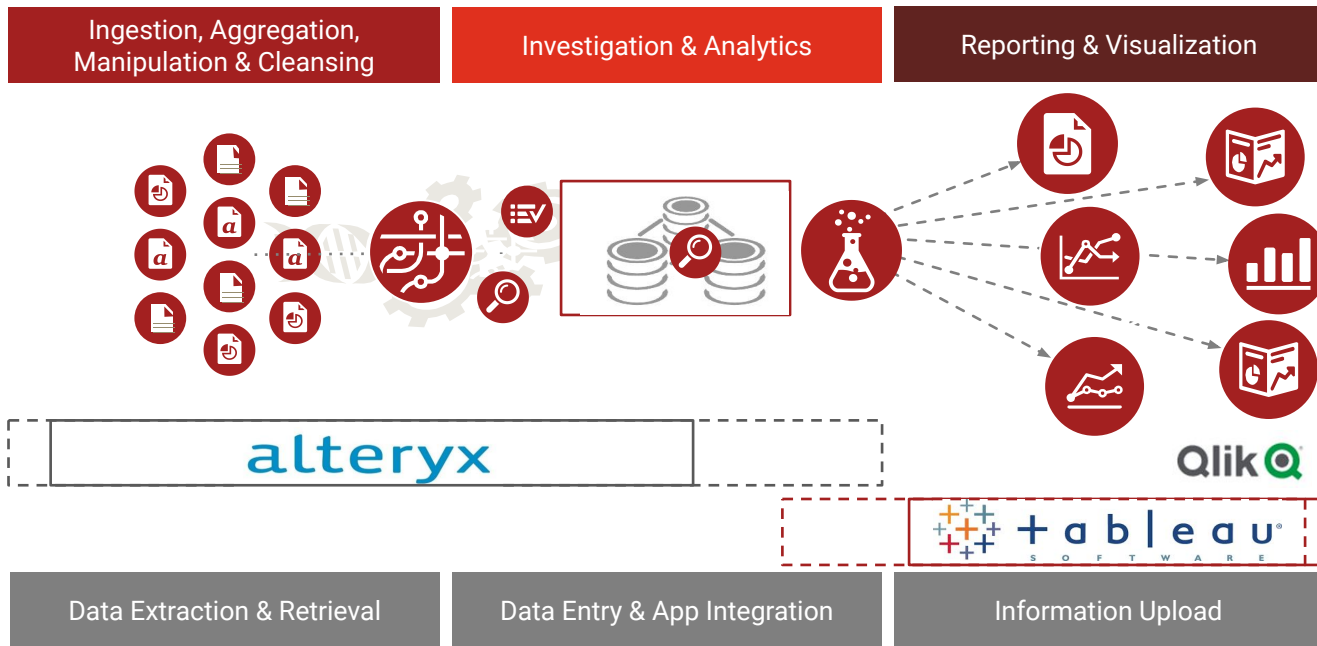 Ingestion, Aggregation,
Manipulation & Cleansing
Investigation & Analytics
Reporting & Visualization
a
a
a
alteryx
Qlik
+ableau®
SOFTWARE
Data Extraction & Retrieval
Data Entry & App Integration
Information Upload